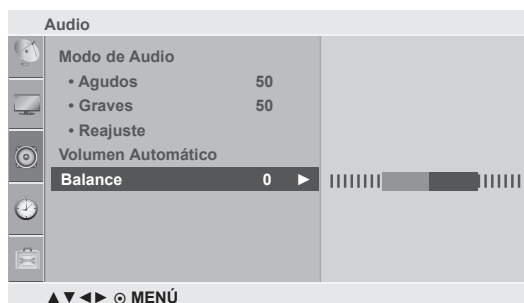 Audio
Modo de Audio
• Agudos 50
• Graves 50
• Reajuste
Volumen Automático
Balance 0 ►
▲▼◄► ⊙ MENÚ